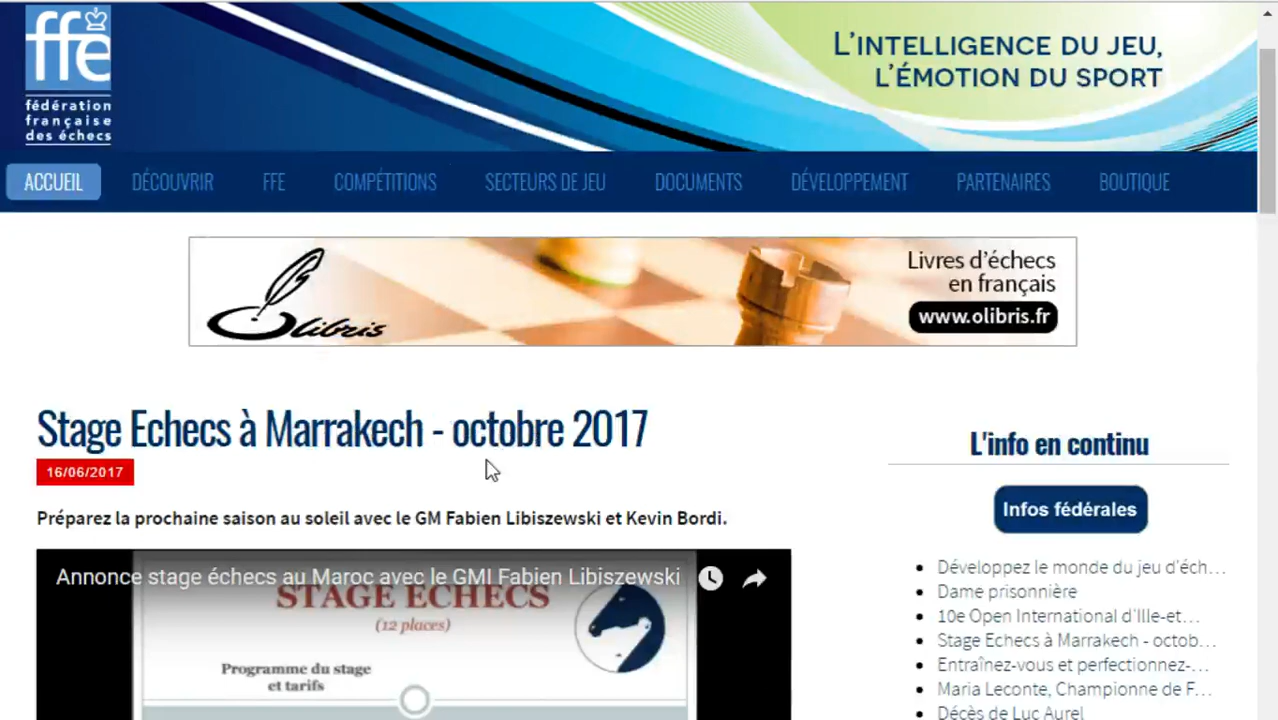 ffe
fédération
française
des échecs
L'INTELLIGENCE DU JEU,
L'ÉMOTION DU SPORT
ACCUEIL DÉCOUVRIR FFE COMPÉTITIONS SECTEURS DE JEU DOCUMENTS DÉVELOPPEMENT PARTENAIRES BOUTIQUE
Olibris
Livres d'échecs
en français
www.olibris.fr
Stage Echecs à Marrakech - octobre 2017
16/06/2017
Préparez la prochaine saison au soleil avec le GM Fabien Libiszewski et Kevin Bordi.
Annonce stage échecs au Maroc avec le GMI Fabien Libiszewski
STAGE ECHECS
(12 places)
Programme du stage
et tarifs
L'info en continu
Infos fédérales
Développez le monde du jeu d'éch...
Dame prisonnière
10e Open International d'Ille-et...
Stage Echecs à Marrakech - octob...
Entraînez-vous et perfectionnez-...
Maria Leconte, Championne de F...
Décès de Luc Aurel